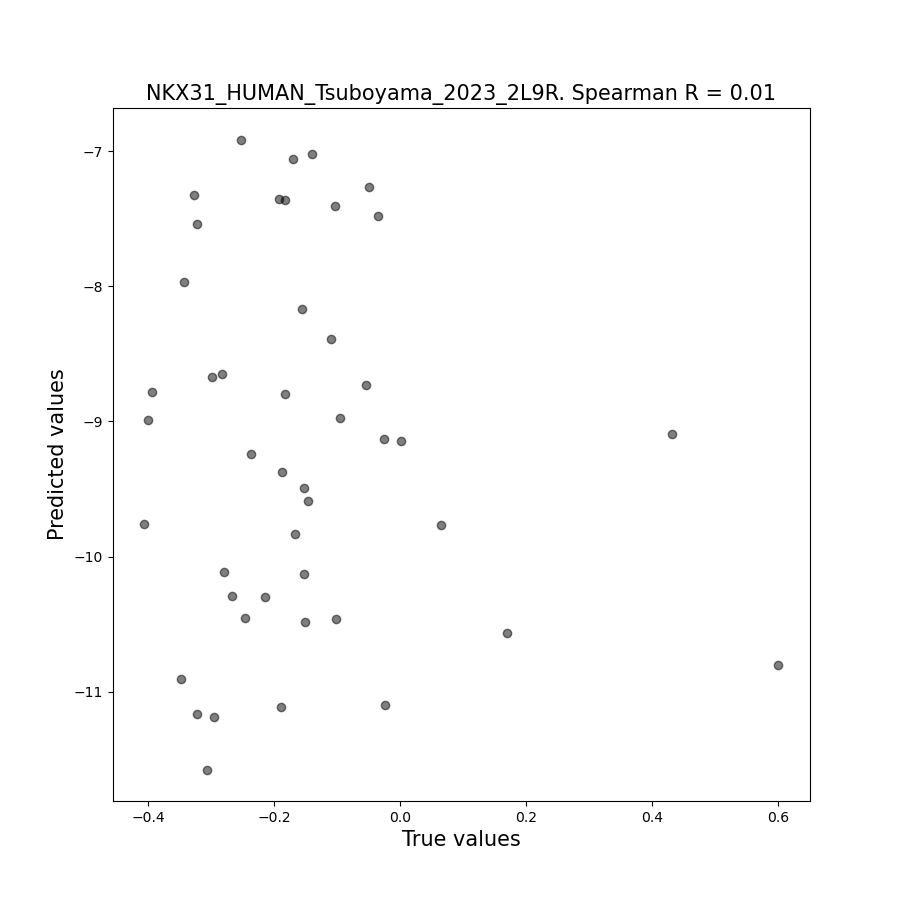 NKX31_HUMAN_Tsuboyama_2023_2L9R. Spearman R = 0.01
−7
−8
−9
−10
−11
Predicted values
−0.4 −0.2 0.0 0.2 0.4 0.6
True values